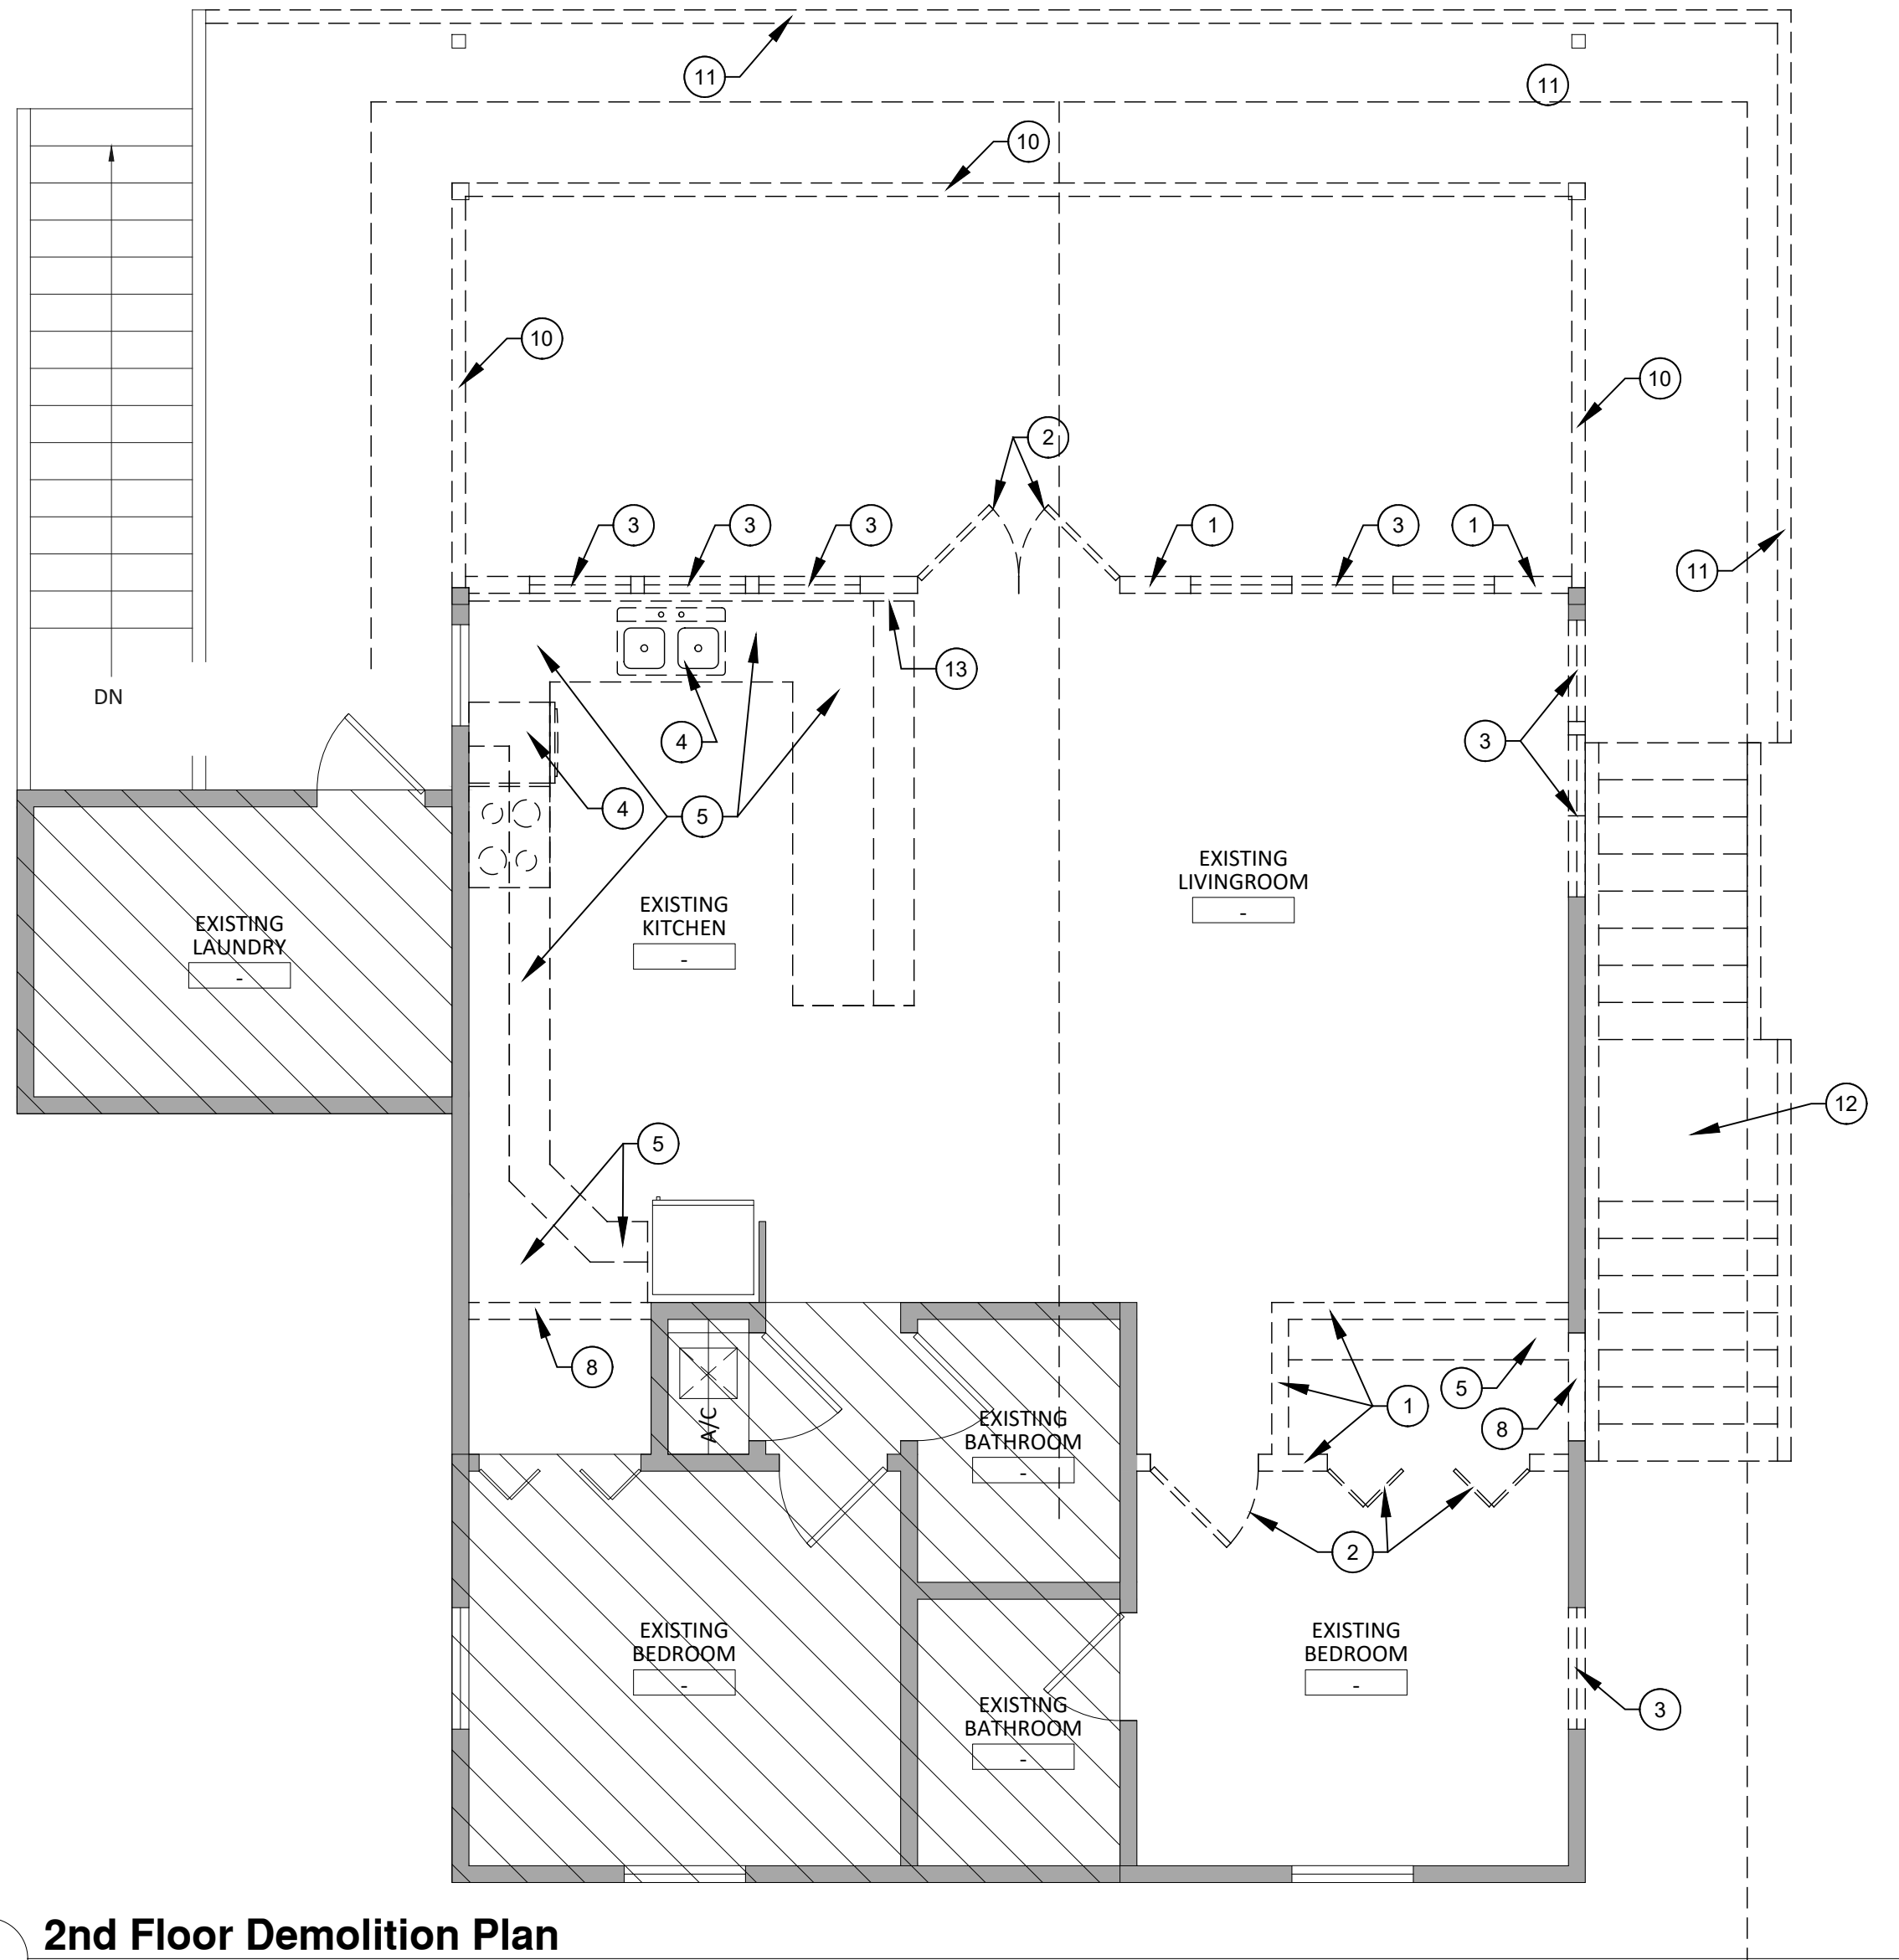 11
11
10
10
10
2
3
3
3
1
3
1
11
13
DN
4
3
4
5
EXISTING
LIVINGROOM
-
EXISTING
KITCHEN
-
EXISTING
LAUNDRY
-
12
5
8
5
1
8
A/C
EXISTING
BATHROOM
-
2
EXISTING
BEDROOM
-
EXISTING
BEDROOM
-
EXISTING
BATHROOM
-
3
2nd Floor Demolition Plan